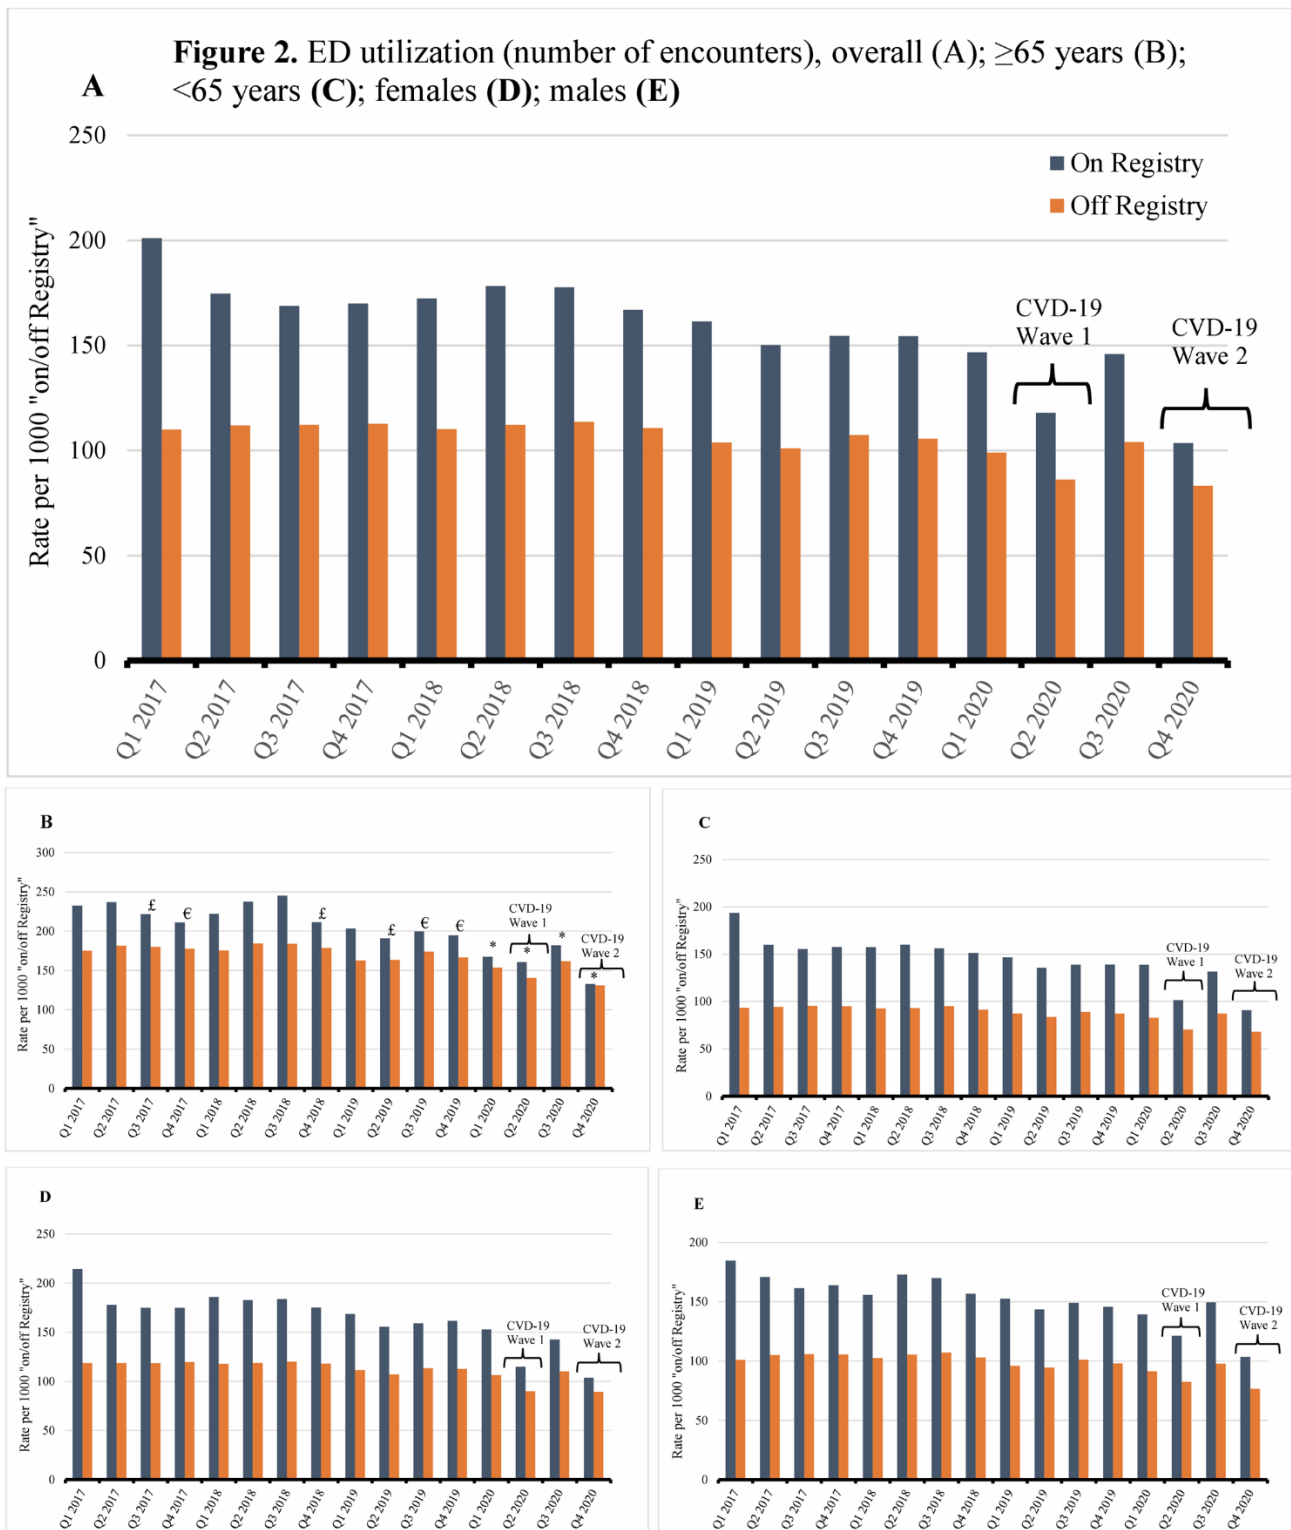 Figure 2. ED utilization (number of encounters), overall (A); ≥65 years (B);
<65 years (C); females (D); males (E)
A
Rate per 1000 "on/off Registry"
250
200
150
100
50
0
On Registry
Off Registry
CVD-19
Wave 1
CVD-19
Wave 2
Q1 2017
Q2 2017
Q3 2017
Q4 2017
Q1 2018
Q2 2018
Q3 2018
Q4 2018
Q1 2019
Q2 2019
Q3 2019
Q4 2019
Q1 2020
Q2 2020
Q3 2020
Q4 2020
B
Rate per 1000 "on/off Registry"
300
250
200
150
100
50
0
£
€
£
£
€
€
*
*
*
*
CVD-19
Wave 1
CVD-19
Wave 2
Q1 2017
Q2 2017
Q3 2017
Q4 2017
Q1 2018
Q2 2018
Q3 2018
Q4 2018
Q1 2019
Q2 2019
Q3 2019
Q4 2019
Q1 2020
Q2 2020
Q3 2020
Q4 2020
C
Rate per 1000 "on/off Registry"
250
200
150
100
50
0
CVD-19
Wave 1
CVD-19
Wave 2
Q1 2017
Q2 2017
Q3 2017
Q4 2017
Q1 2018
Q2 2018
Q3 2018
Q4 2018
Q1 2019
Q2 2019
Q3 2019
Q4 2019
Q1 2020
Q2 2020
Q3 2020
Q4 2020
D
Rate per 1000 "on/off Registry"
250
200
150
100
50
0
CVD-19
Wave 1
CVD-19
Wave 2
Q1 2017
Q2 2017
Q3 2017
Q4 2017
Q1 2018
Q2 2018
Q3 2018
Q4 2018
Q1 2019
Q2 2019
Q3 2019
Q4 2019
Q1 2020
Q2 2020
Q3 2020
Q4 2020
E
Rate per 1000 "on/off Registry"
200
150
100
50
0
CVD-19
Wave 1
CVD-19
Wave 2
Q1 2017
Q2 2017
Q3 2017
Q4 2017
Q1 2018
Q2 2018
Q3 2018
Q4 2018
Q1 2019
Q2 2019
Q3 2019
Q4 2019
Q1 2020
Q2 2020
Q3 2020
Q4 2020